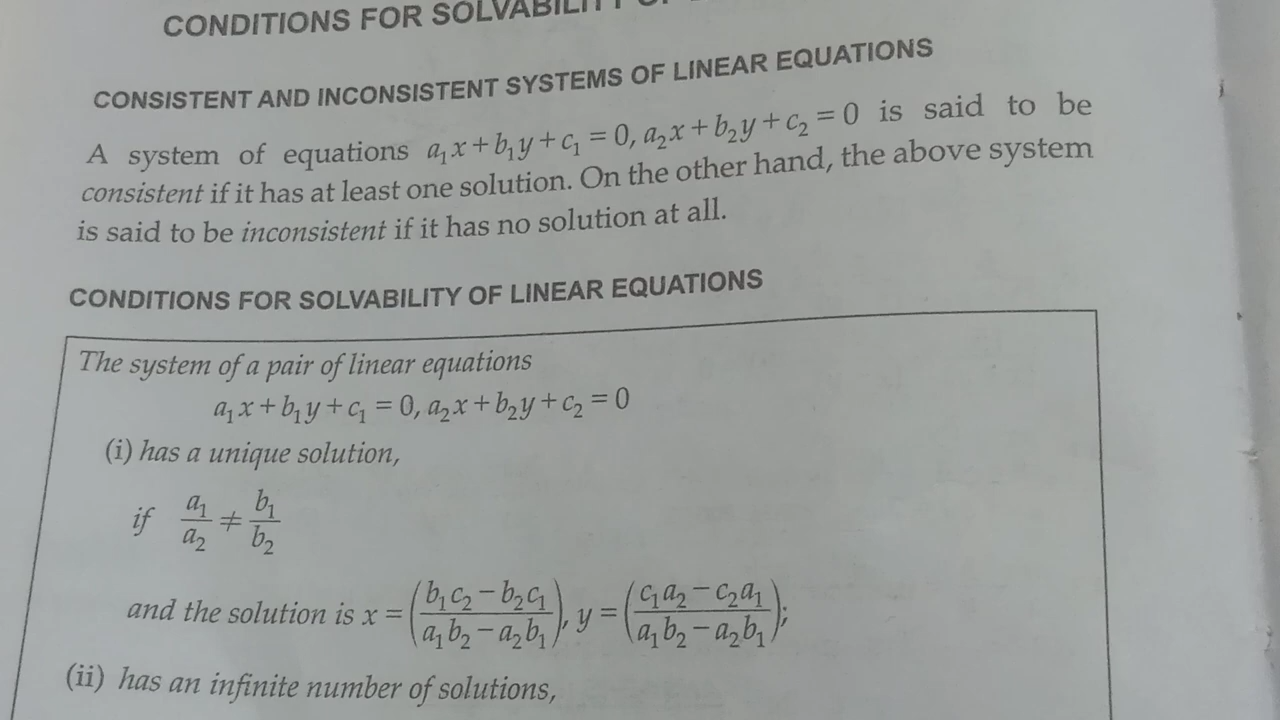 CONDITIONS FOR SOLVABILITY
CONSISTENT AND INCONSISTENT SYSTEMS OF LINEAR EQUATIONS
A system of equations a₁x + b₁y + c₁ = 0, a₂x + b₂y + c₂ = 0 is said to be
consistent if it has at least one solution. On the other hand, the above system
is said to be inconsistent if it has no solution at all.
CONDITIONS FOR SOLVABILITY OF LINEAR EQUATIONS
The system of a pair of linear equations
a₁x + b₁y + c₁ = 0, a₂x + b₂y + c₂ = 0
(i) has a unique solution,
if a₁/a₂ ≠ b₁/b₂
and the solution is x = ((b₁c₂ − b₂c₁)/(a₁b₂ − a₂b₁)), y = ((c₁a₂ − c₂a₁)/(a₁b₂ − a₂b₁));
(ii) has an infinite number of solutions,